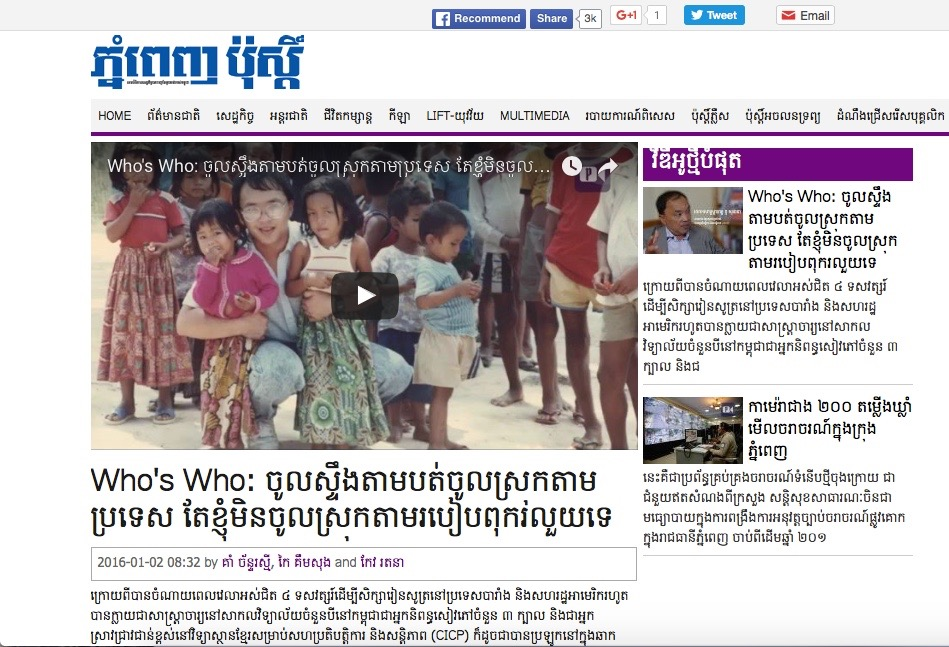 Recommend
Share
3k
G+1
1
Tweet
Email
ភ្នំពេញ ប៉ុស្តិ៍
HOME ព័ត៌មានជាតិ សេដ្ឋកិច្ច អន្តរជាតិ ជីវិតកម្សាន្ត កីឡា LIFT-យុវវ័យ MULTIMEDIA របាយការណ៍ពិសេស ប៉ុស្តិ៍ភ្លឺស ប៉ុស្តិ៍អចលនទ្រព្យ ដំណឹងជ្រើសរើសបុគ្គលិក
Who's Who: ចូលស្ទឹងតាមបត់ចូលស្រុកតាមប្រទេស តែខ្ញុំមិនចូល...
Who's Who: ចូលស្ទឹងតាមបត់ចូលស្រុកតាម
ប្រទេស តែខ្ញុំមិនចូលស្រុកតាមរបៀបពុករលួយទេ
2016-01-02 08:32 by គាំ ច័ន្ទរស្មី, កៃ គឹមសុង and កែវ រតនា
ក្រោយពីបានចំណាយពេលវេលាអស់ជិត ៤ ទសវត្សរ៍ដើម្បីសិក្សារៀនសូត្រនៅប្រទេសបារាំង និងសហរដ្ឋអាមេរិករហូត
បានក្លាយជាសាស្ត្រាចារ្យនៅសាកលវិទ្យាល័យចំនួនបីនៅកម្ពុជាជាអ្នកនិពន្ធសៀវភៅចំនួន ៣ ក្បាល និងជាអ្នក
ស្រាវជ្រាវជាន់ខ្ពស់នៅវិទ្យាស្ថានខ្មែរសម្រាប់សហប្រតិបត្តិការ និងសន្តិភាព (CICP) ក៏ដូចជាបានប្រឡូកនៅក្នុងឆាក
វីដីអូថ្មីបំផុត
Who's Who: ចូលស្ទឹង
តាមបត់ចូលស្រុកតាម
ប្រទេស តែខ្ញុំមិនចូលស្រុក
តាមរបៀបពុករលួយទេ
ក្រោយពីបានចំណាយពេលវេលាអស់ជិត ៤ ទសវត្សរ៍
ដើម្បីសិក្សារៀនសូត្រនៅប្រទេសបារាំង និងសហរដ្ឋ
អាមេរិករហូតបានក្លាយជាសាស្ត្រាចារ្យនៅសាកល
វិទ្យាល័យចំនួនបីនៅកម្ពុជាជាអ្នកនិពន្ធសៀវភៅចំនួន ៣
ក្បាល និងជ
កាមេរ៉ាជាង ២០០ តម្លើងឃ្លាំ
មើលចរាចរណ៍ក្នុងក្រុង
ភ្នំពេញ
នេះគឺជាប្រព័ន្ធគ្រប់គ្រងចរាចរណ៍ទំនើបថ្មីចុងក្រោយ ជា
ជំនួយឥតសំណងពីក្រសួង សន្តិសុខសាធារណៈចិនជា
មធ្យោបាយក្នុងការពង្រឹងការអនុវត្តច្បាប់ចរាចរណ៍ផ្លូវគោក
ក្នុងរាជធានីភ្នំពេញ ចាប់ពីដើមឆ្នាំ ២០១